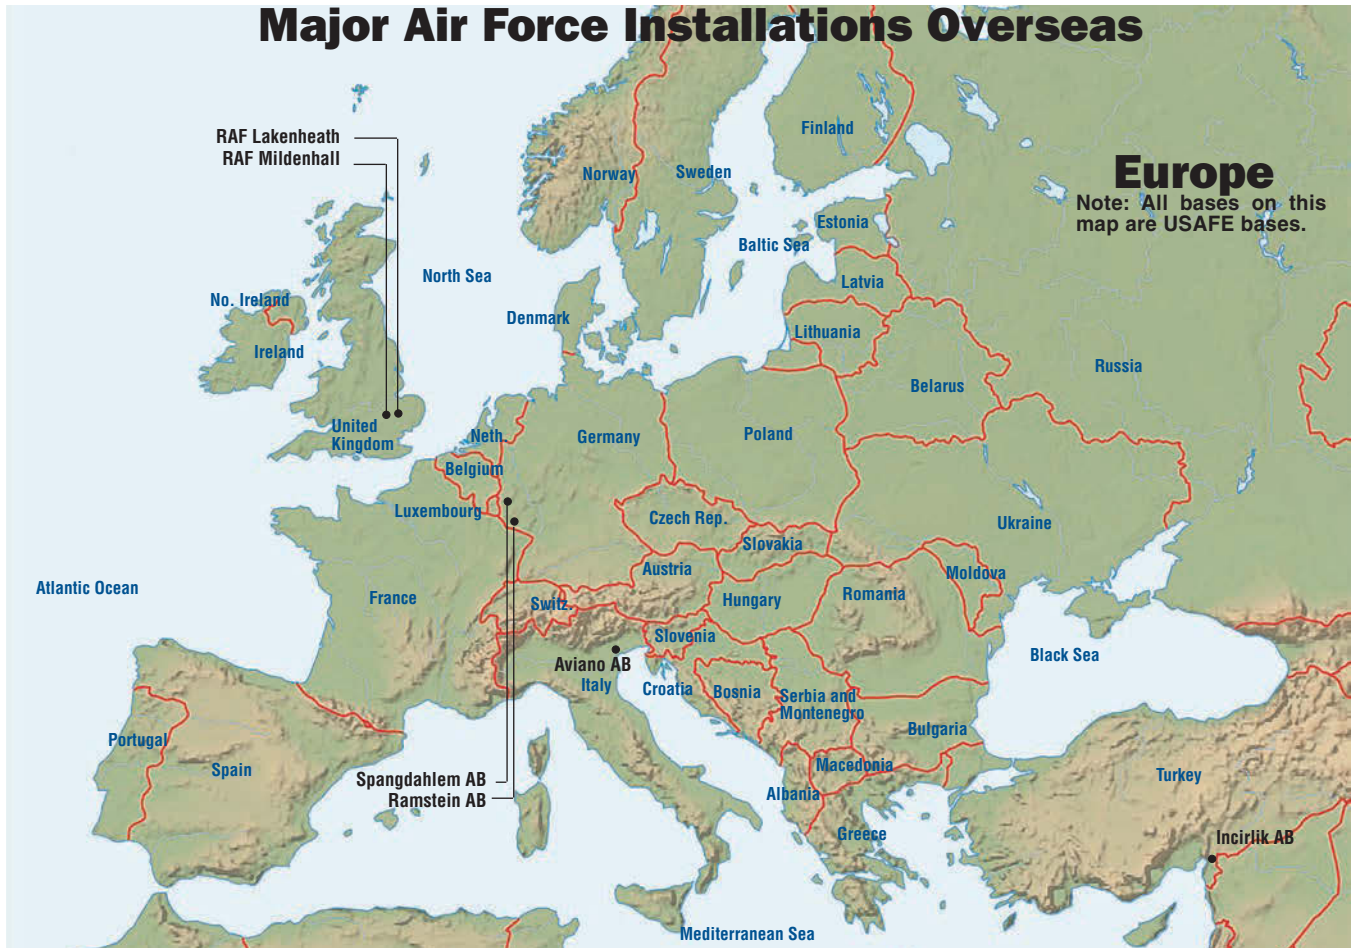 Major Air Force Installations Overseas
RAF Lakenheath
RAF Mildenhall
Finland
Europe
Note: All bases on this
map are USAFE bases.
Norway
Sweden
Estonia
Baltic Sea
North Sea
Latvia
No. Ireland
Denmark
Lithuania
Ireland
Russia
Belarus
United
Kingdom
Neth.
Germany
Poland
Belgium
Luxembourg
Czech Rep.
Ukraine
Slovakia
Austria
Moldova
Atlantic Ocean
France
Switz.
Hungary
Romania
Slovenia
Black Sea
Aviano AB
Italy
Croatia
Bosnia
Serbia and
Montenegro
Bulgaria
Portugal
Spain
Macedonia
Spangdahlem AB
Ramstein AB
Turkey
Albania
Greece
Incirlik AB
Mediterranean Sea